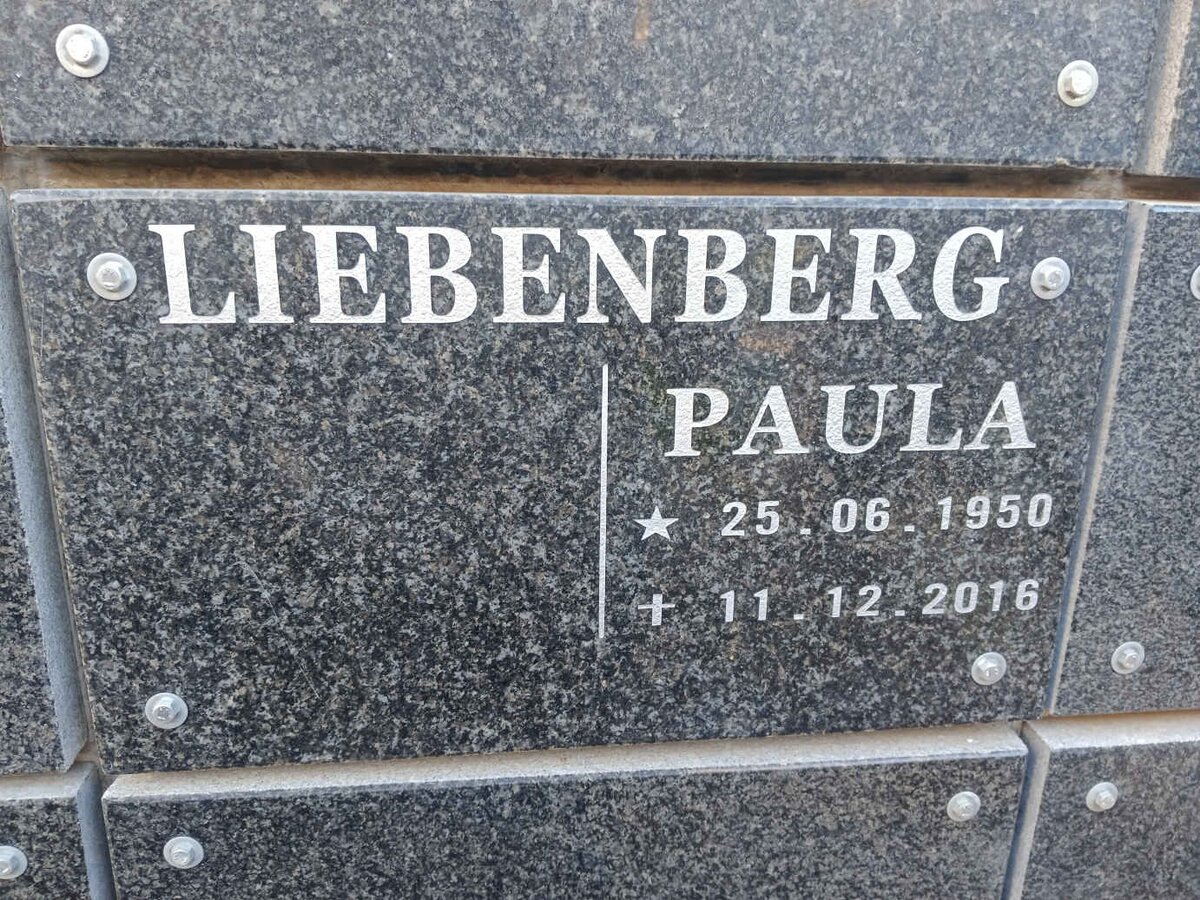 LIEBENBERG
PAULA
★ 25.06.1950
✝ 11.12.2016